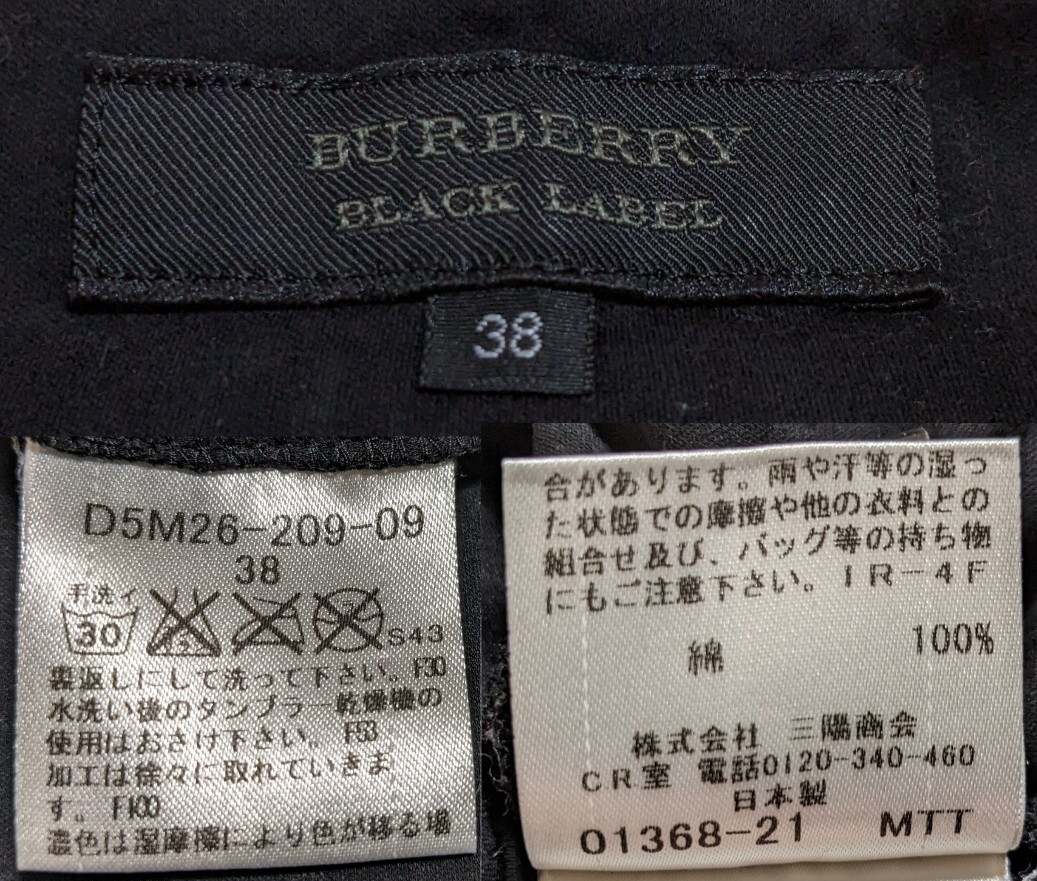 BURBERRY
BLACK LABEL
38
D5M26-209-09
38
手洗イ
30
S43
裏返しにして洗って下さい。F30
水洗い後のタンブラー乾燥機の
使用はおさけ下さい。F53
加工は徐々に取れていきま
す。F100
濃色は湿摩擦により色が移る場
合があります。雨や汗等の湿っ
た状態での摩擦や他の衣料との
組合せ及び、バッグ等の持ち物
にもご注意下さい。IR-4F
綿 100%
株式会社 三陽商会
CR室 電話0120-340-460
日本製
01368-21 MTT